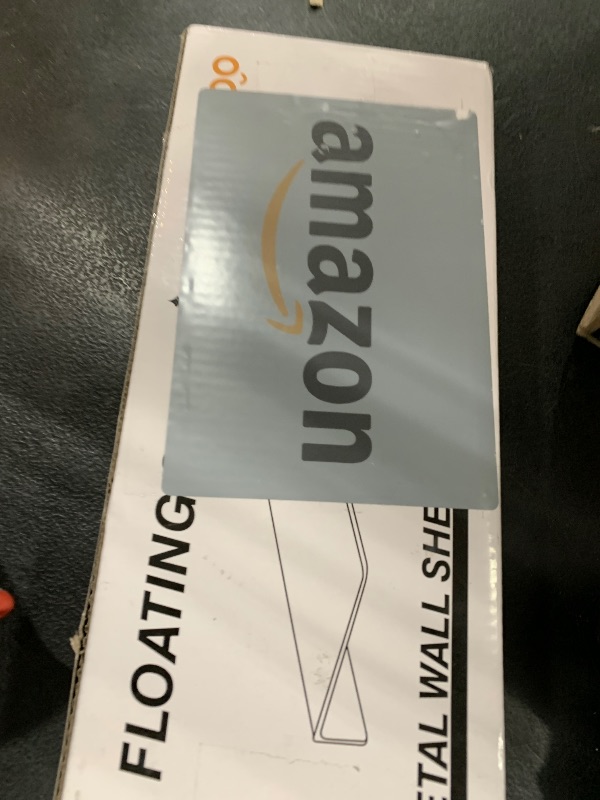 amazon
FLOATING
ETAL WALL SHE